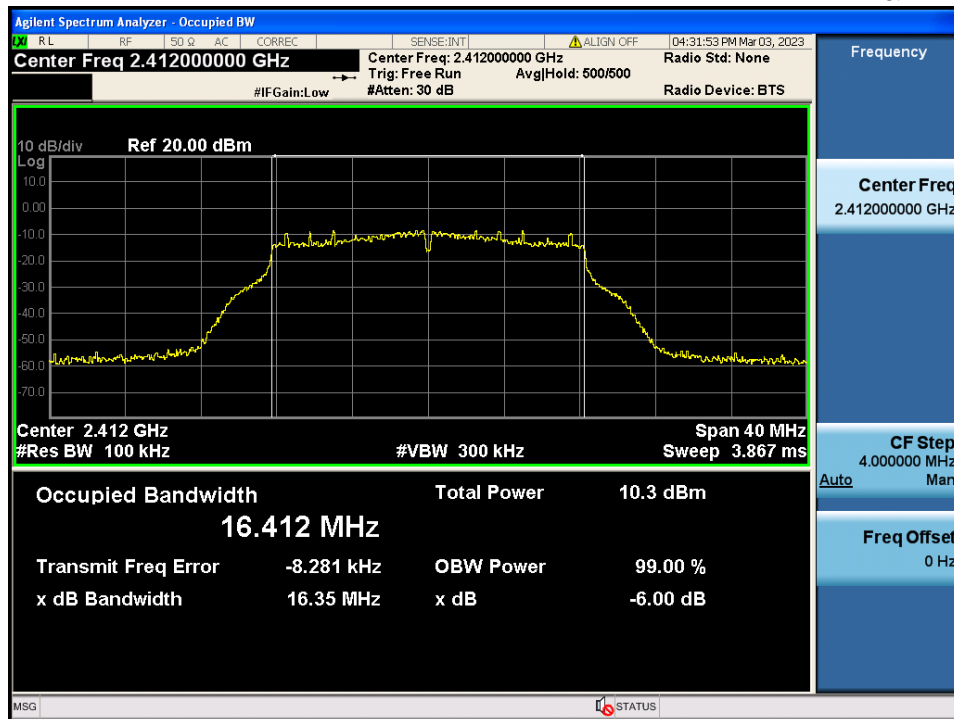 Agilent Spectrum Analyzer - Occupied BW
LXI RL RF 50 Ω AC CORREC SENSE:INT ALIGN OFF 04:31:53 PM Mar 03, 2023
Center Freq 2.412000000 GHz
Center Freq: 2.412000000 GHz
Radio Std: None
Trig: Free Run Avg|Hold: 500/500
#IFGain:Low #Atten: 30 dB Radio Device: BTS
10 dB/div Ref 20.00 dBm
Log
10.0
0.00
-10.0
-20.0
-30.0
-40.0
-50.0
-60.0
-70.0
Center 2.412 GHz Span 40 MHz
#Res BW 100 kHz #VBW 300 kHz Sweep 3.867 ms
Occupied Bandwidth Total Power 10.3 dBm
16.412 MHz
Transmit Freq Error -8.281 kHz OBW Power 99.00 %
x dB Bandwidth 16.35 MHz x dB -6.00 dB
Frequency
Center Freq
2.412000000 GHz
CF Step
4.000000 MHz
Auto Man
Freq Offset
0 Hz
MSG STATUS